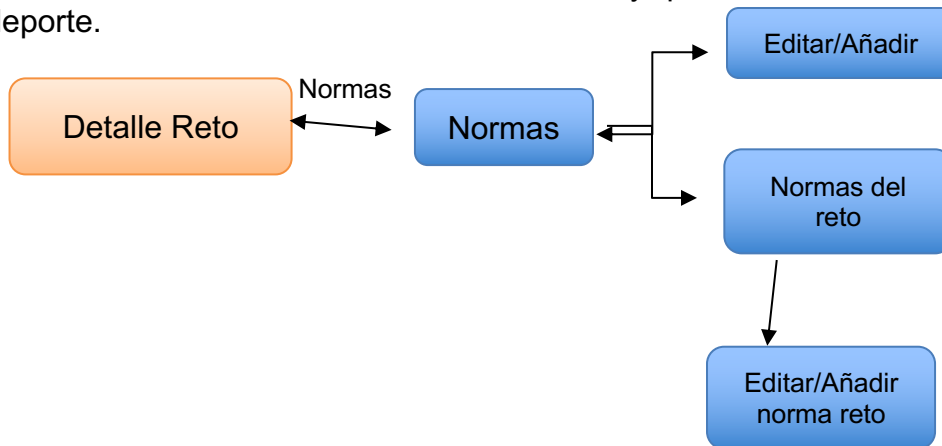 deporte.
Editar/Añadir
Normas
Detalle Reto
Normas
Normas del
reto
Editar/Añadir
norma reto